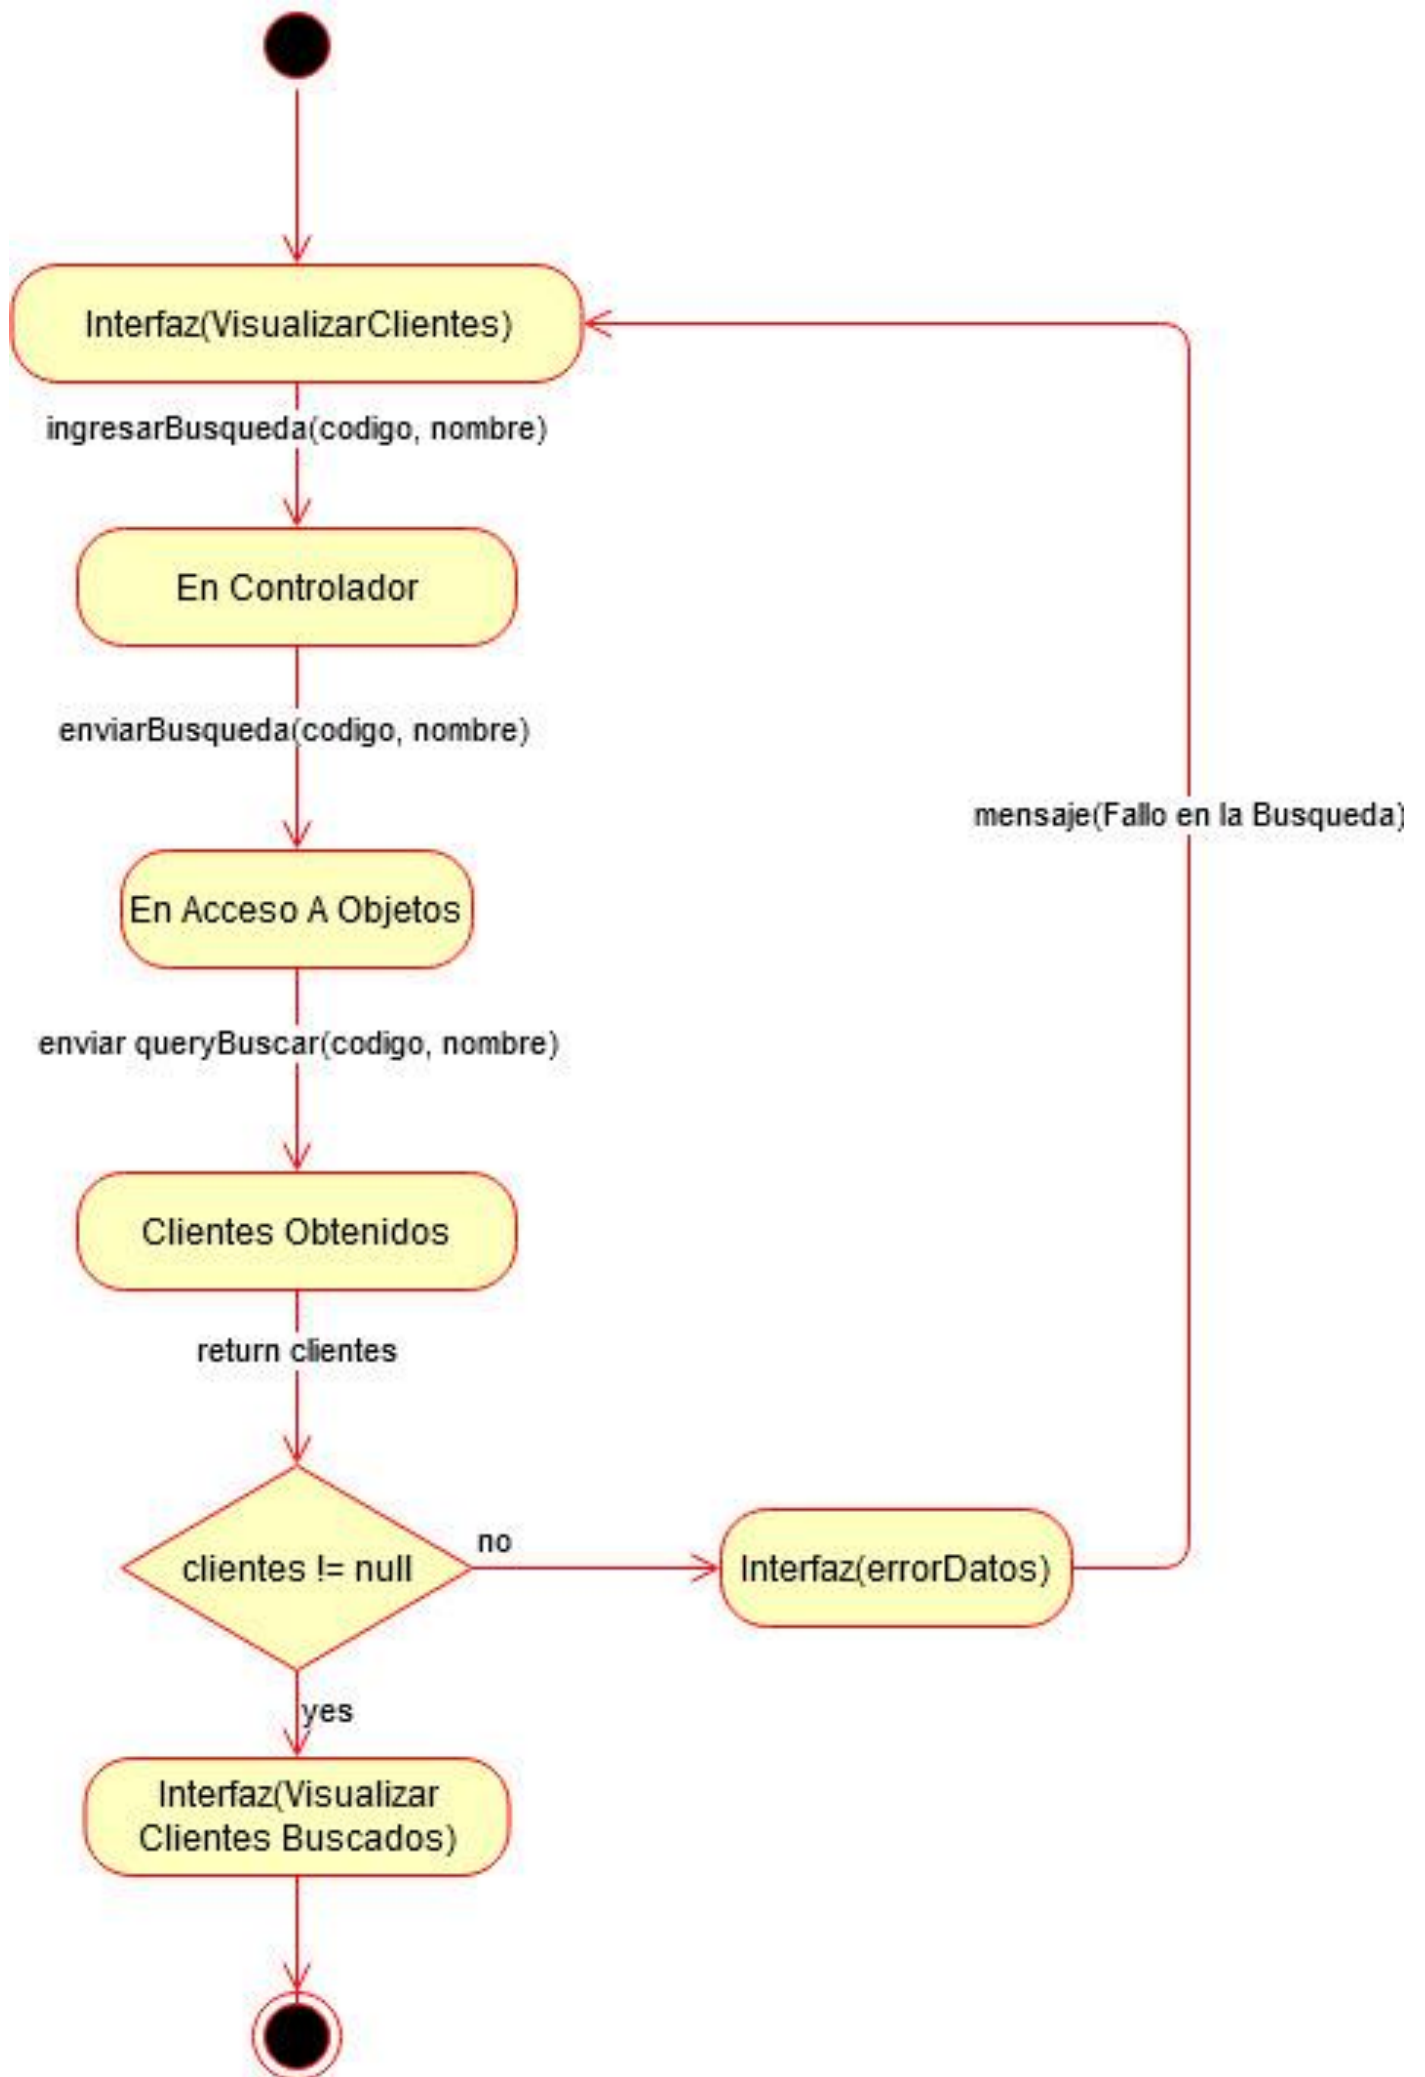 Interfaz(VisualizarClientes)
ingresarBusqueda(codigo, nombre)
En Controlador
enviarBusqueda(codigo, nombre)
mensaje(Fallo en la Busqueda)
En Acceso A Objetos
enviar queryBuscar(codigo, nombre)
Clientes Obtenidos
return clientes
clientes != null
no
Interfaz(errorDatos)
yes
Interfaz(Visualizar
Clientes Buscados)